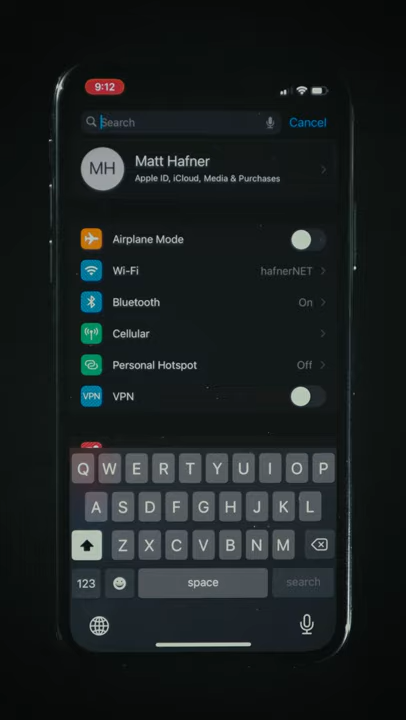 9:12
Search
Cancel
MH
Matt Hafner
Apple ID, iCloud, Media & Purchases
Airplane Mode
Wi-Fi
hafnerNET
Bluetooth
On
Cellular
Personal Hotspot
Off
VPN
VPN
Q W E R T Y U I O P
A S D F G H J K L
Z X C V B N M
123
space
search